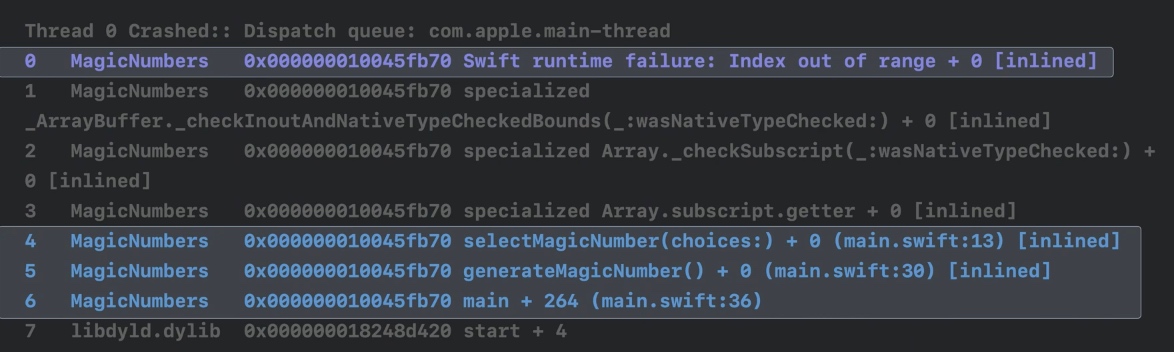 Thread 0 Crashed:: Dispatch queue: com.apple.main-thread
0 MagicNumbers 0x000000010045fb70 Swift runtime failure: Index out of range + 0 [inlined]
1 MagicNumbers 0x000000010045fb70 specialized
_ArrayBuffer._checkInoutAndNativeTypeCheckedBounds(_:wasNativeTypeChecked:) + 0 [inlined]
2 MagicNumbers 0x000000010045fb70 specialized Array._checkSubscript(_:wasNativeTypeChecked:) +
0 [inlined]
3 MagicNumbers 0x000000010045fb70 specialized Array.subscript.getter + 0 [inlined]
4 MagicNumbers 0x000000010045fb70 selectMagicNumber(choices:) + 0 (main.swift:13) [inlined]
5 MagicNumbers 0x000000010045fb70 generateMagicNumber() + 0 (main.swift:30) [inlined]
6 MagicNumbers 0x000000010045fb70 main + 264 (main.swift:36)
7 libdyld.dylib 0x000000018248d420 start + 4